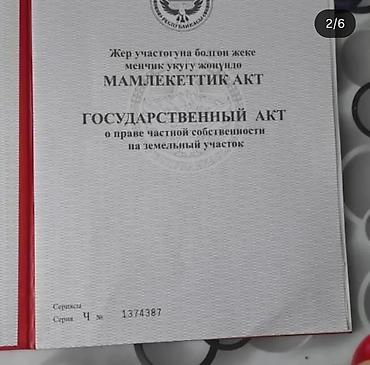 2/6
Жер участогуна болгон жеке
менчик укугу жөнүндө
МАМЛЕКЕТТИК АКТ
ГОСУДАРСТВЕННЫЙ АКТ
о праве частной собственности
на земельный участок
Сериясы
Серия Ч № 1374387